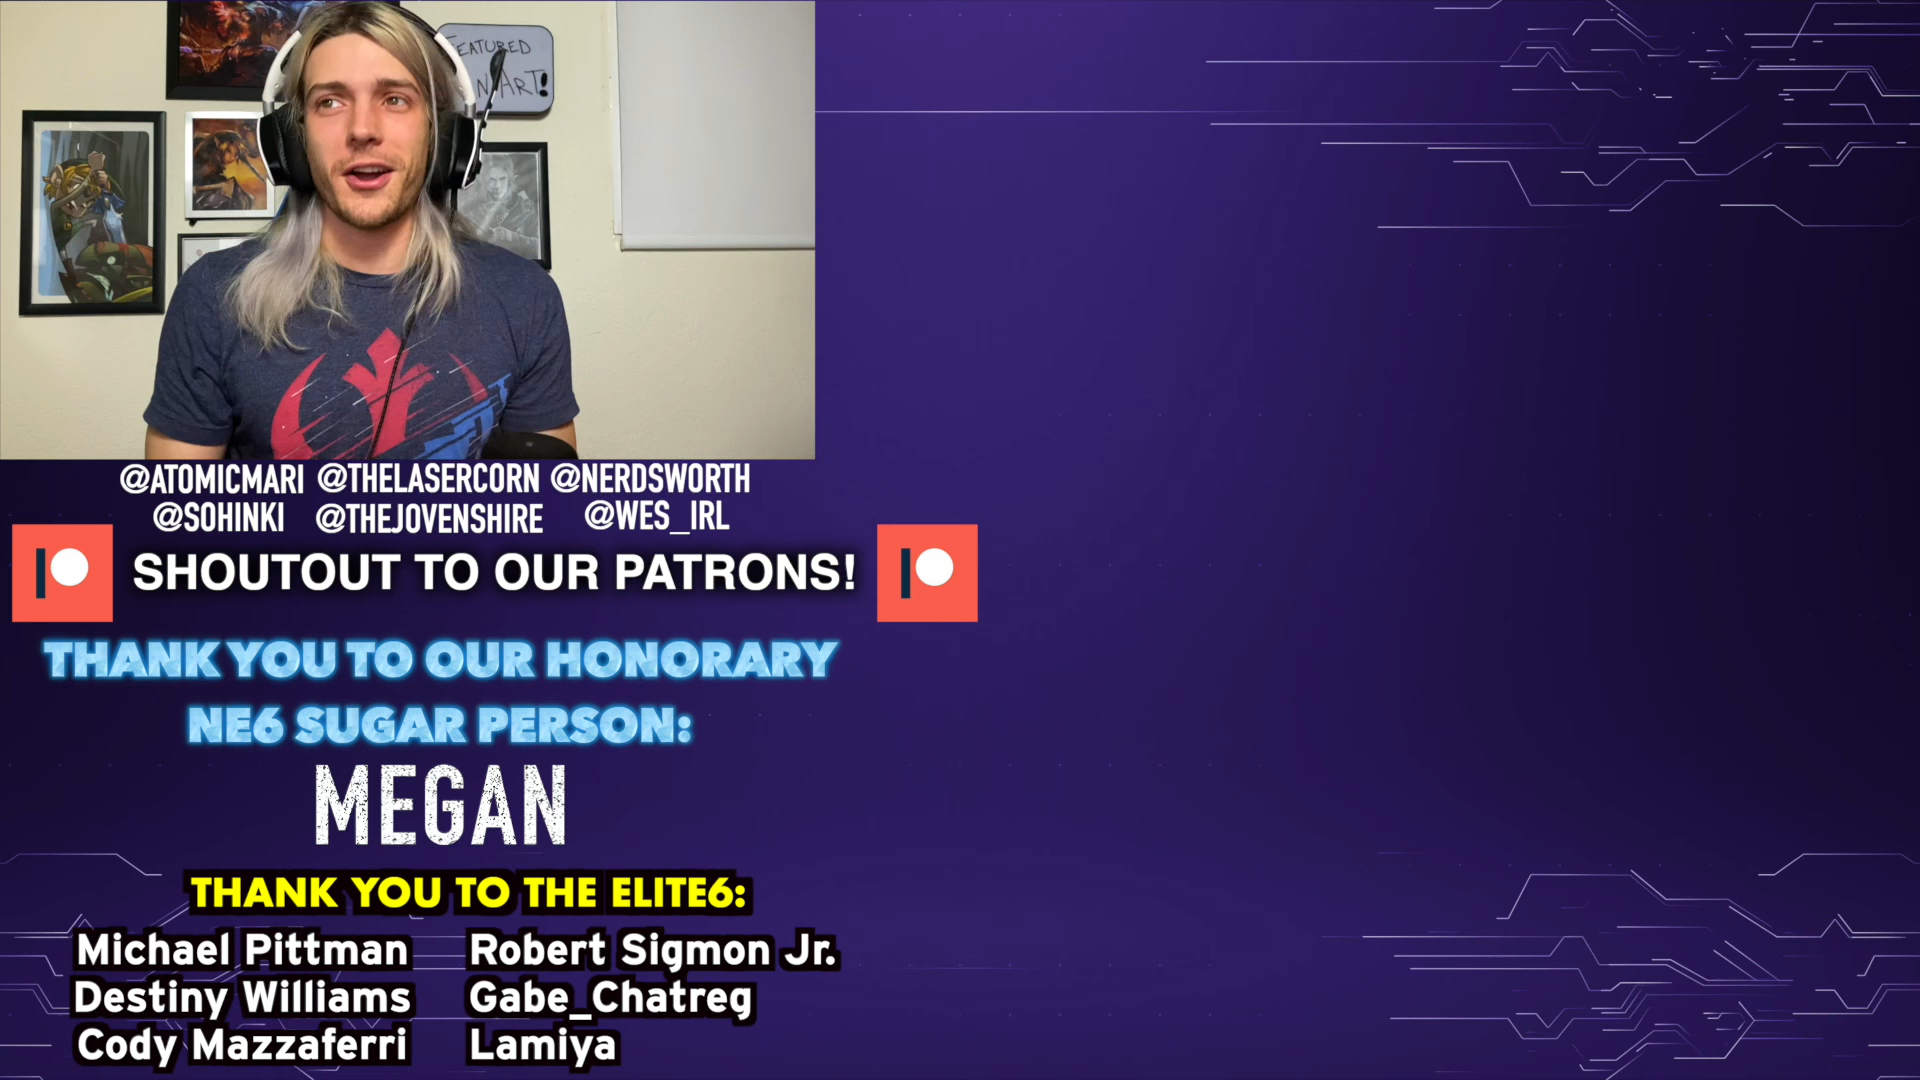 FEATURED
@ATOMICMARI @THELASERCORN @NERDSWORTH
@SOHINKI @THEJOVENSHIRE @WES_IRL
SHOUTOUT TO OUR PATRONS!
THANK YOU TO OUR HONORARY
NE6 SUGAR PERSON:
MEGAN
THANK YOU TO THE ELITE6:
Michael Pittman Robert Sigmon Jr.
Destiny Williams Gabe_Chatreg
Cody Mazzaferri Lamiya